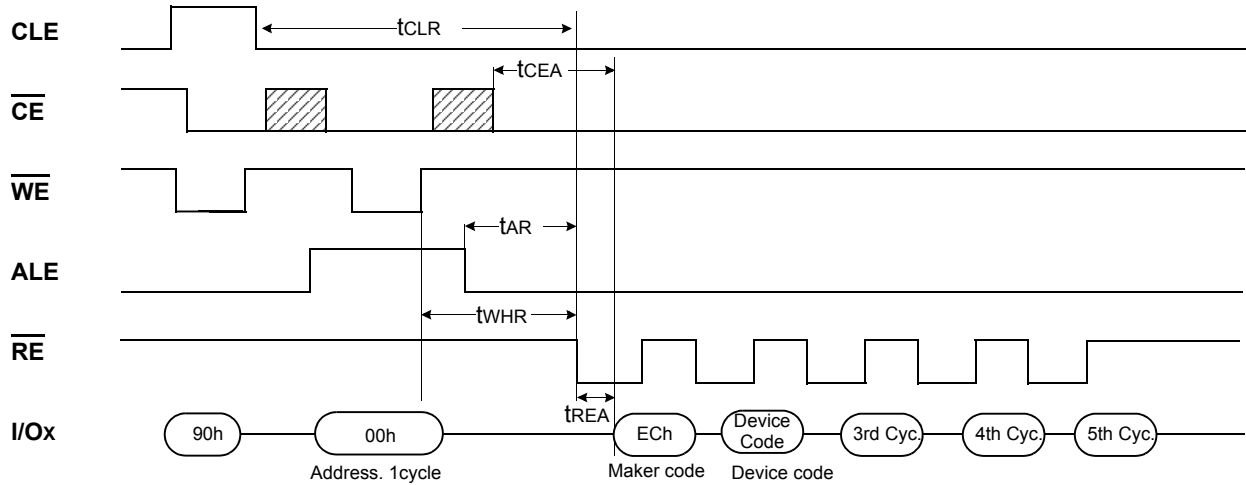 CLE
tCLR
tCEA
CE
WE
tAR
ALE
tWHR
RE
tREA
I/Ox
90h
00h
ECh
Device
Code
3rd Cyc.
4th Cyc.
5th Cyc.
Address. 1cycle
Maker code
Device code